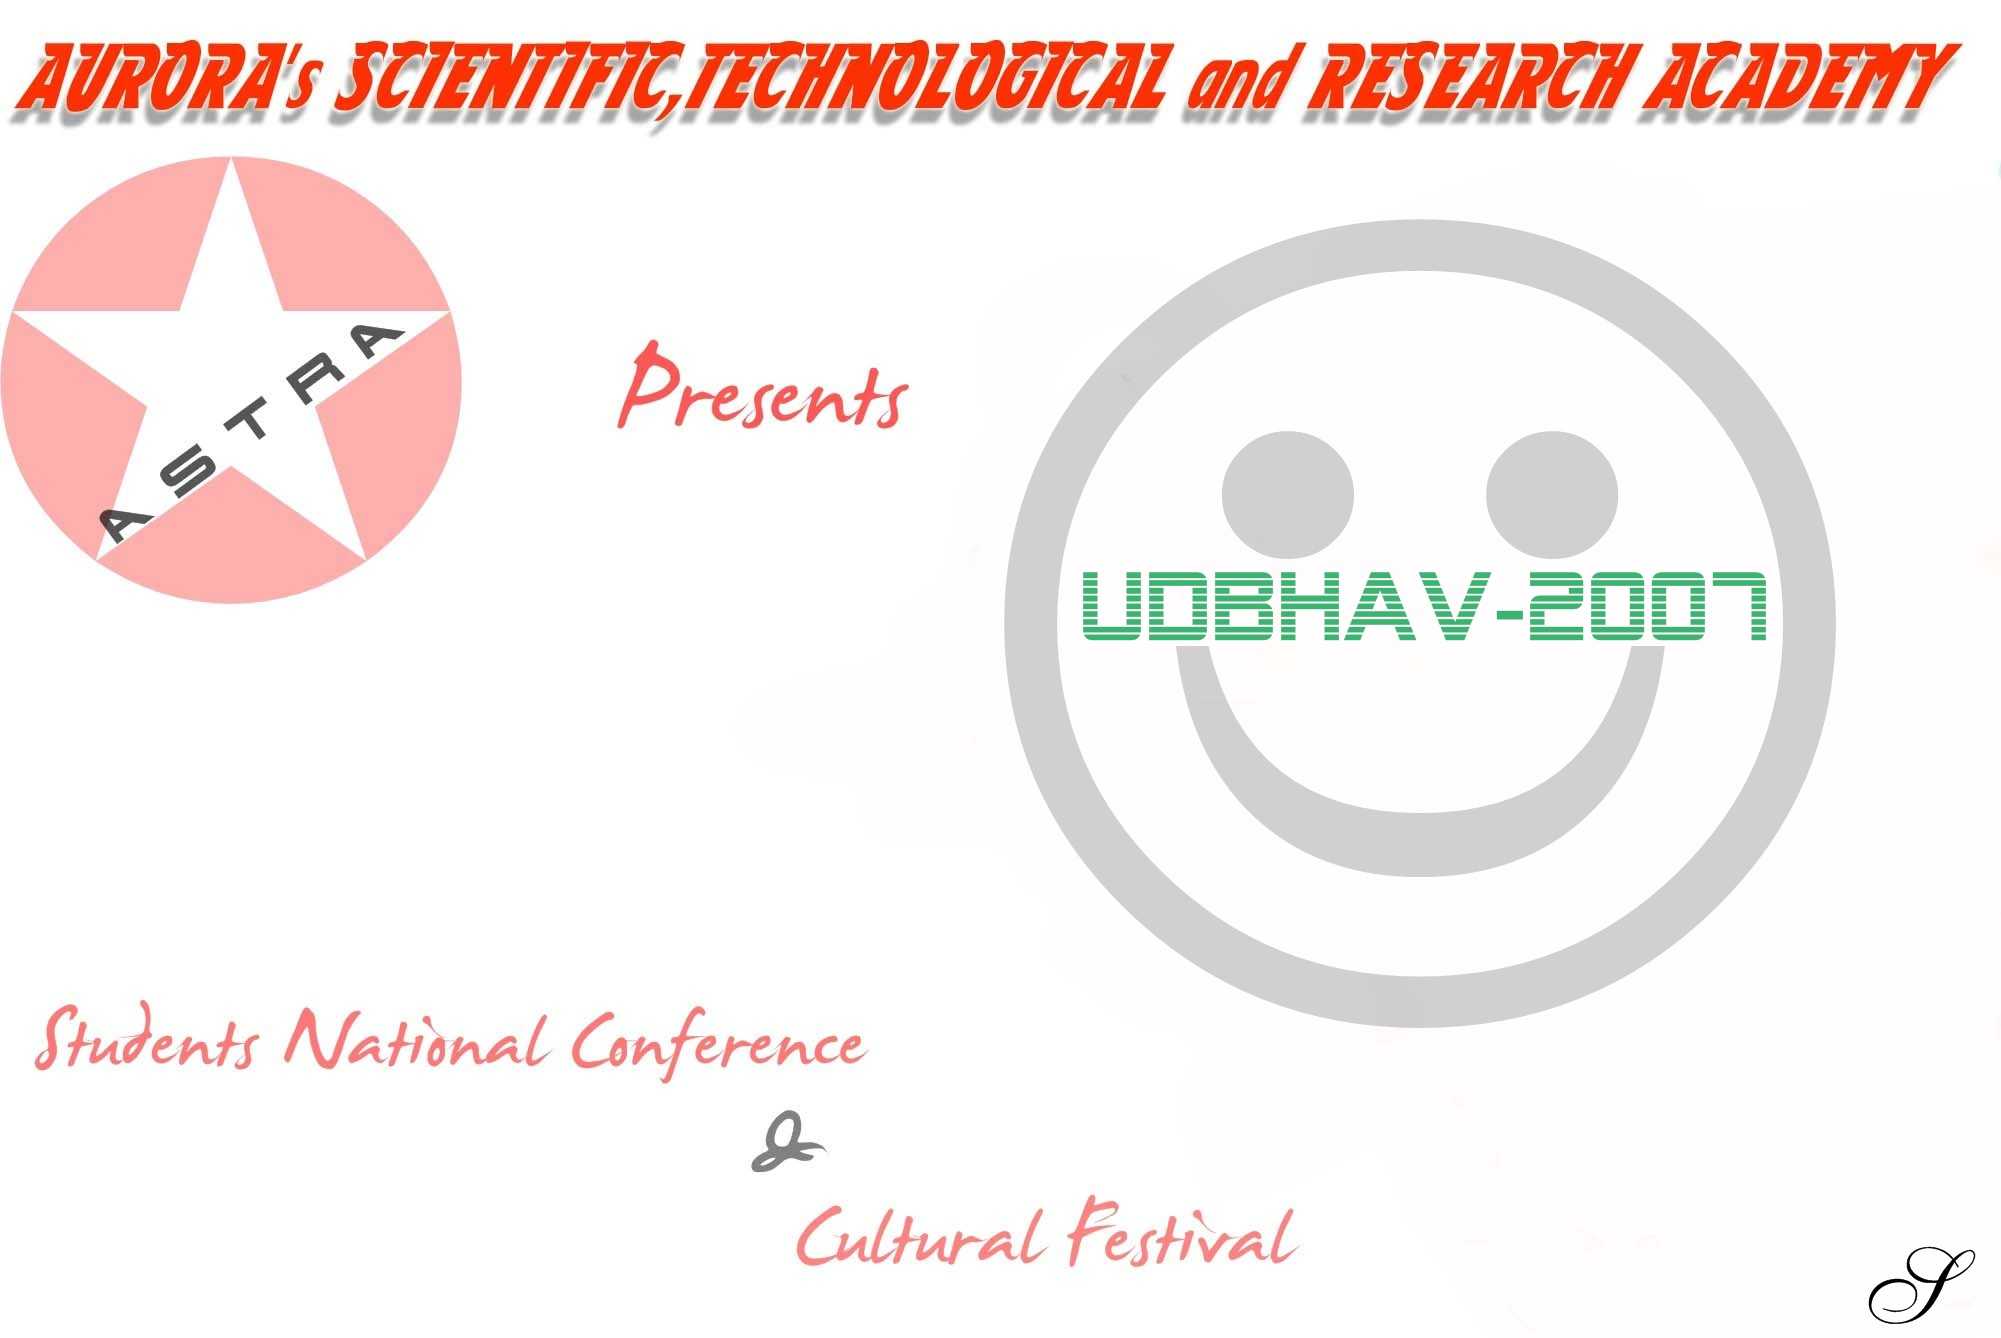 AURORA's SCIENTIFIC,TECHNOLOGICAL and RESEARCH ACADEMY
ASTRA
Presents
UDBHAV-2007
Students National Conference
&
Cultural Festival
S